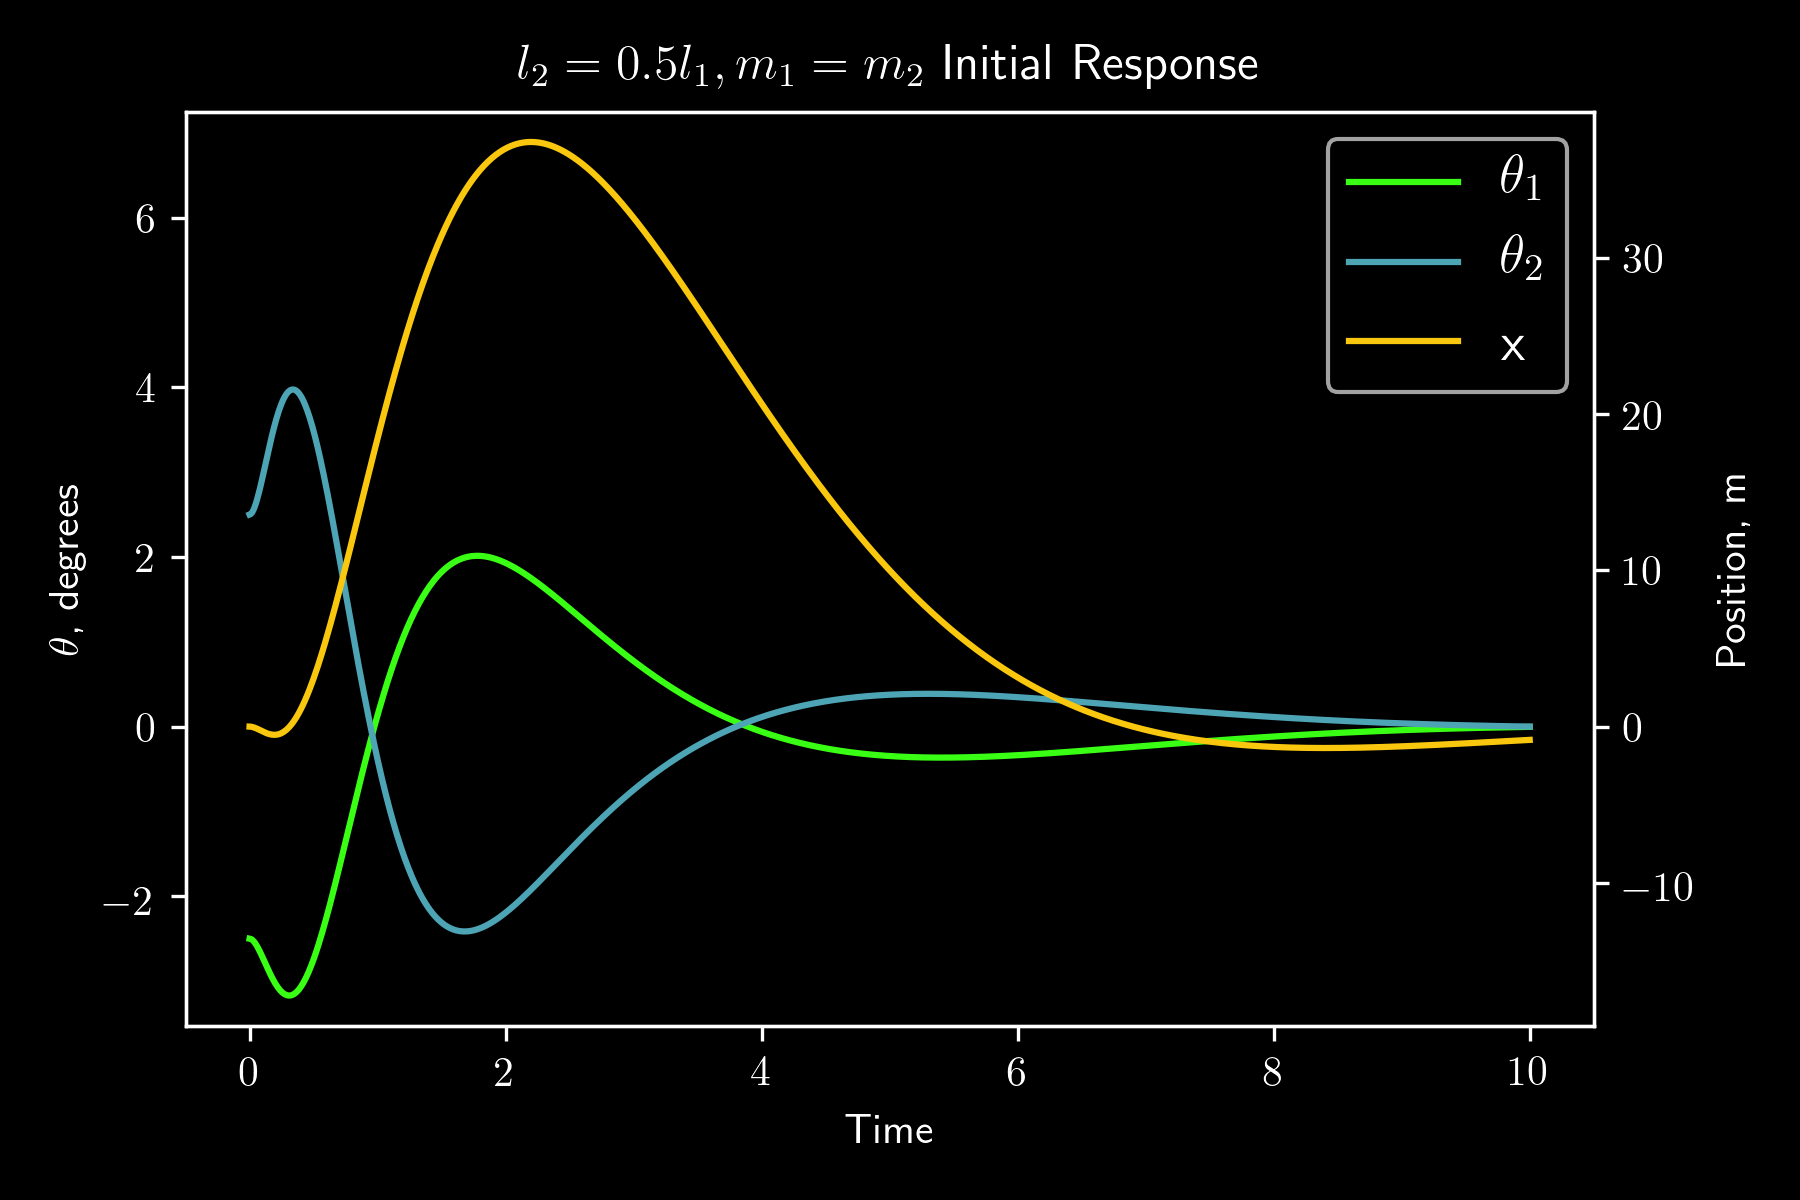 l₂ = 0.5l₁, m₁ = m₂ Initial Response
θ₁
θ₂
x
6
4
2
0
−2
θ, degrees
30
20
10
0
−10
Position, m
0 2 4 6 8 10
Time